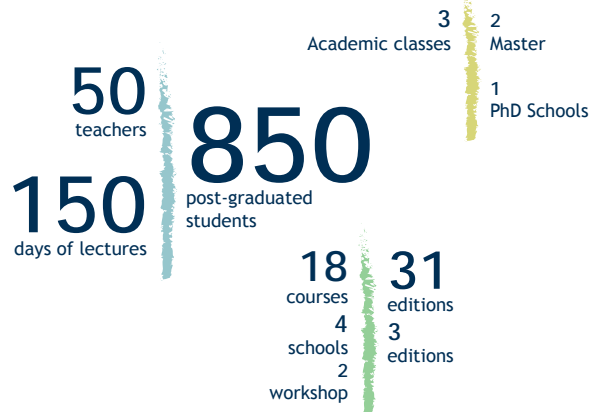 3
Academic classes
2
Master
1
PhD Schools
50
teachers
150
days of lectures
850
post-graduated
students
18
courses
31
editions
4
schools
3
editions
2
workshop